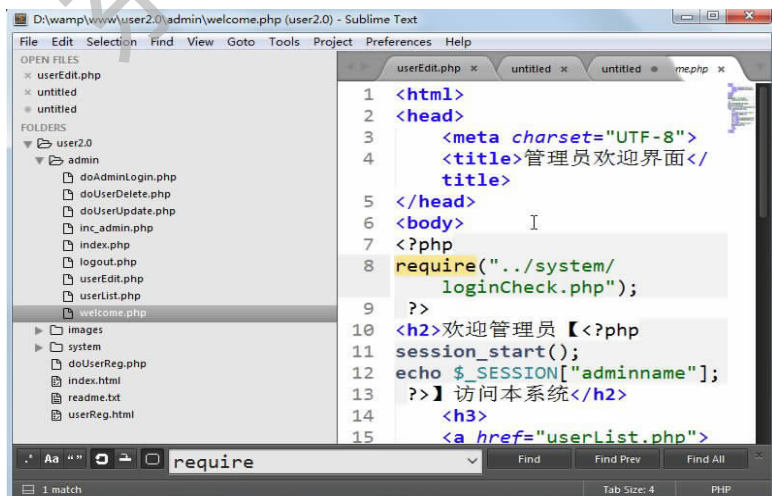 D:\wamp\www\user2.0\admin\welcome.php (user2.0) - Sublime Text
File Edit Selection Find View Goto Tools Project Preferences Help
OPEN FILES
userEdit.php
untitled
untitled
FOLDERS
user2.0
admin
doAdminLogin.php
doUserDelete.php
doUserUpdate.php
inc_admin.php
index.php
logout.php
userEdit.php
userList.php
welcome.php
images
system
doUserReg.php
index.html
readme.txt
userReg.html
userEdit.php untitled untitled me.php
1 <html>
2 <head>
3 <meta charset="UTF-8">
4 <title>管理员欢迎界面</
title>
5 </head>
6 <body>
7 <?php
8 require("../system/
loginCheck.php");
9 ?>
10 <h2>欢迎管理员【<?php
11 session_start();
12 echo $_SESSION["adminname"];
13 ?>】访问本系统</h2>
14 <h3>
15 <a href="userList.php">
.* Aa “” require Find Find Prev Find All
1 match Tab Size: 4 PHP